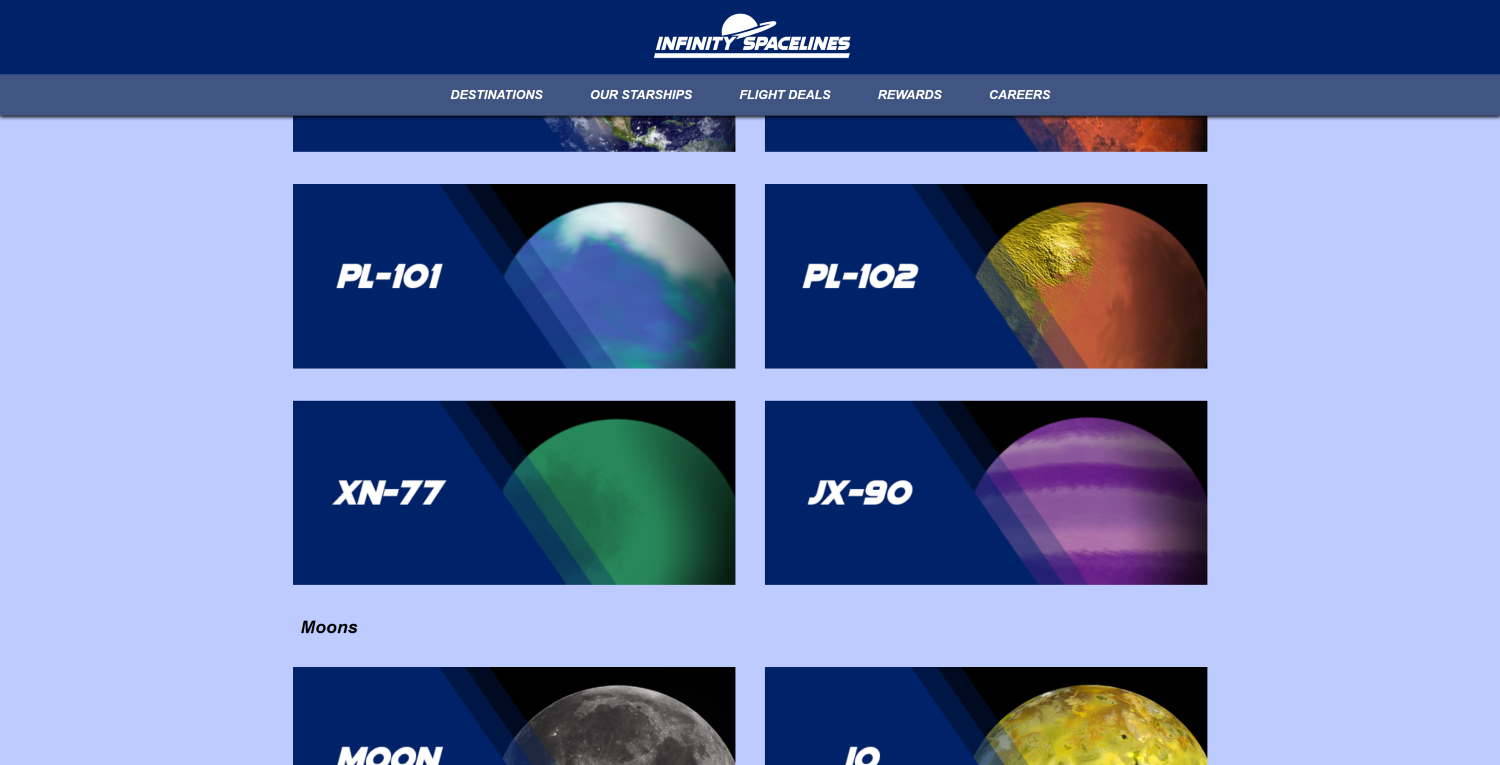 INFINITY SPACELINES
DESTINATIONS OUR STARSHIPS FLIGHT DEALS REWARDS CAREERS
PL-101 PL-102
XN-77 JX-90
Moons
MOON IO